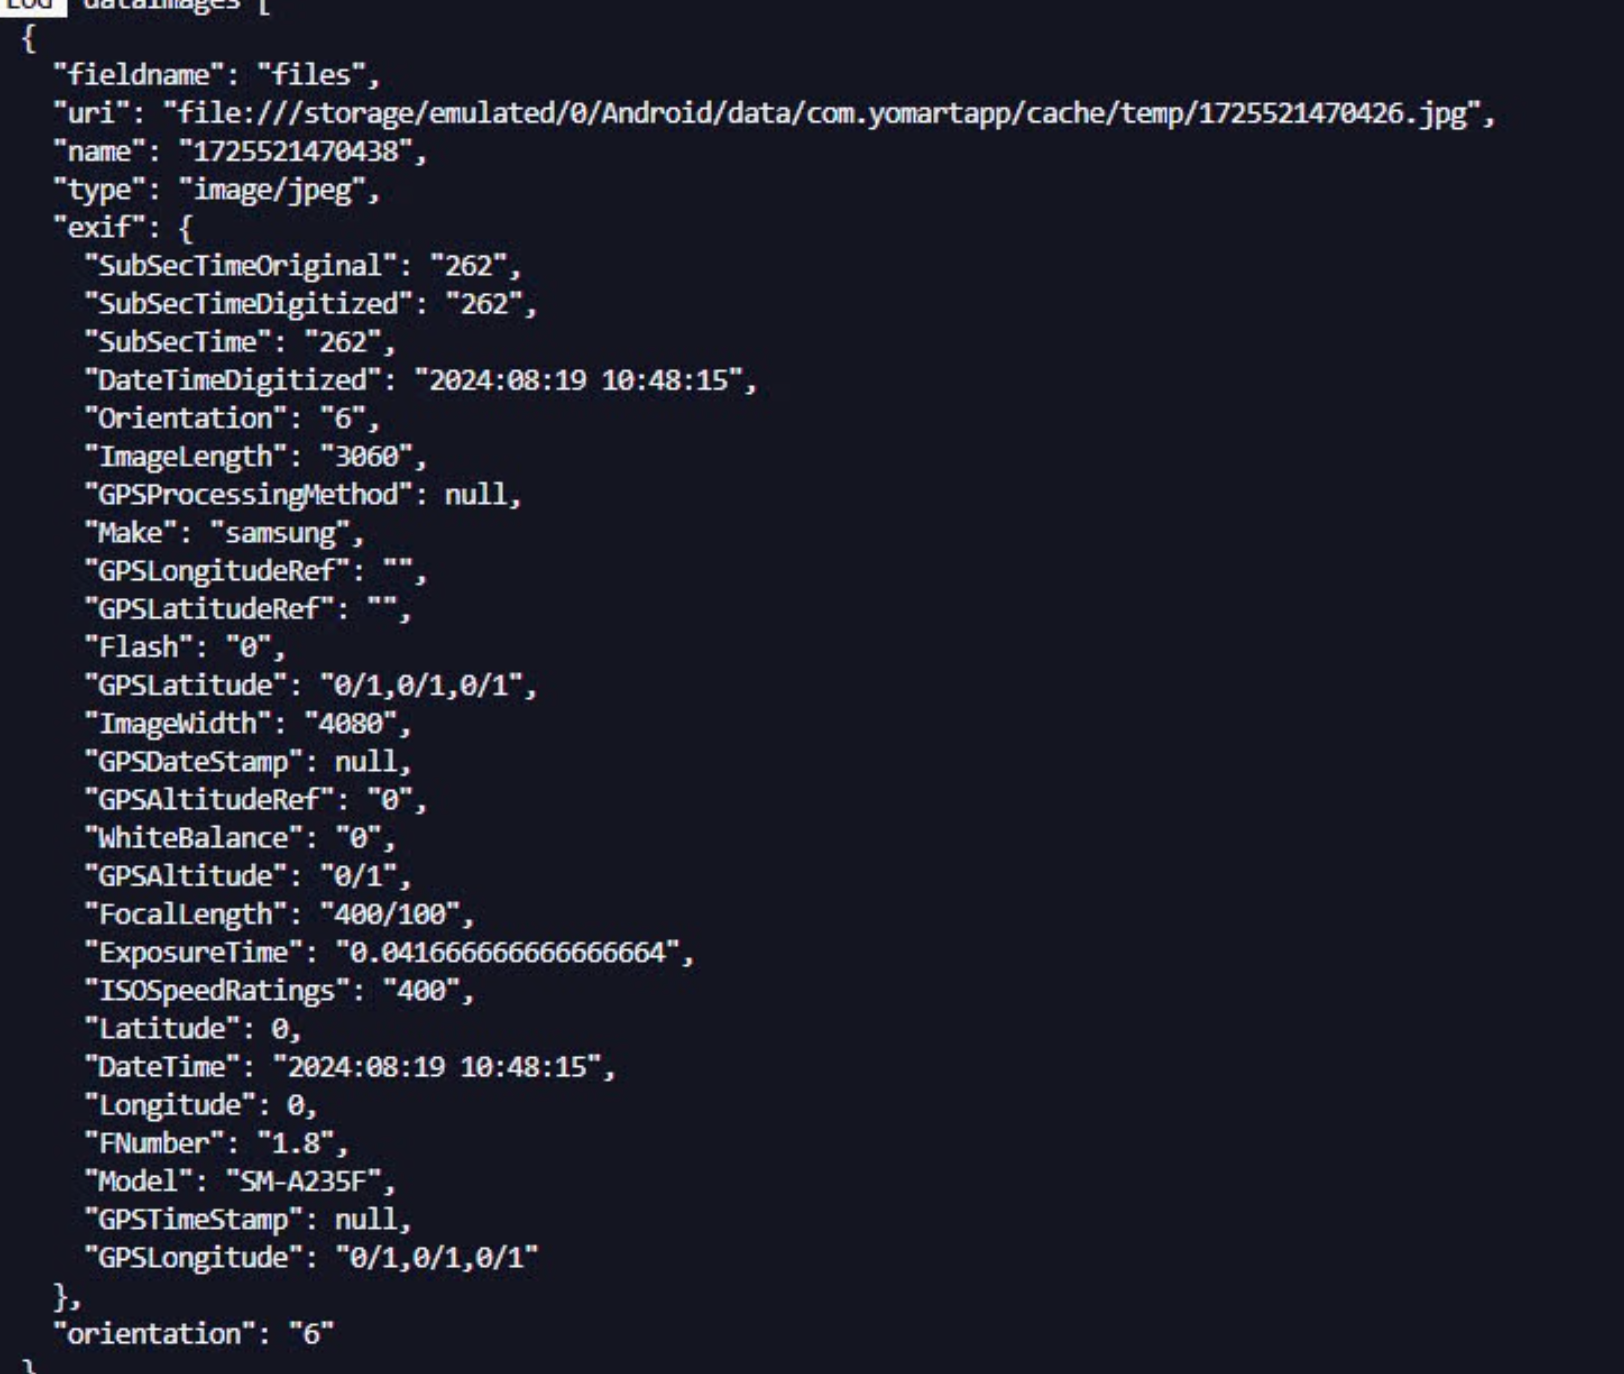 LOG dataImages [
{
"fieldname": "files",
"uri": "file:///storage/emulated/0/Android/data/com.yomartapp/cache/temp/1725521470426.jpg",
"name": "1725521470438",
"type": "image/jpeg",
"exif": {
"SubSecTimeOriginal": "262",
"SubSecTimeDigitized": "262",
"SubSecTime": "262",
"DateTimeDigitized": "2024:08:19 10:48:15",
"Orientation": "6",
"ImageLength": "3060",
"GPSProcessingMethod": null,
"Make": "samsung",
"GPSLongitudeRef": "",
"GPSLatitudeRef": "",
"Flash": "0",
"GPSLatitude": "0/1,0/1,0/1",
"ImageWidth": "4080",
"GPSDateStamp": null,
"GPSAltitudeRef": "0",
"WhiteBalance": "0",
"GPSAltitude": "0/1",
"FocalLength": "400/100",
"ExposureTime": "0.041666666666666664",
"ISOSpeedRatings": "400",
"Latitude": 0,
"DateTime": "2024:08:19 10:48:15",
"Longitude": 0,
"FNumber": "1.8",
"Model": "SM-A235F",
"GPSTimeStamp": null,
"GPSLongitude": "0/1,0/1,0/1"
},
"orientation": "6"
}